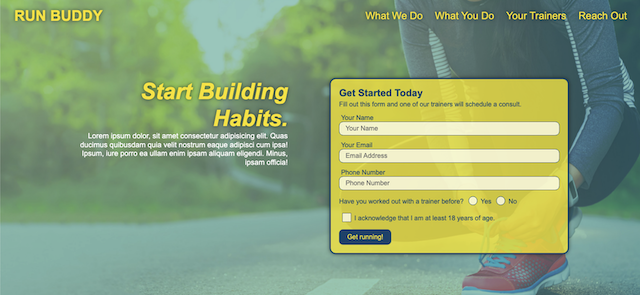 RUN BUDDY
What We Do
What You Do
Your Trainers
Reach Out
Start Building
Habits.
Lorem ipsum dolor, sit amet consectetur adipisicing elit. Quas
ducimus quibusdam quia velit nostrum eaque adipisci cum ipsa!
Ipsum, iure porro ea ullam enim ipsam aliquam eligendi. Minus,
ipsam officia!
Get Started Today
Fill out this form and one of our trainers will schedule a consult.
Your Name
Your Name
Your Email
Email Address
Phone Number
Phone Number
Have you worked out with a trainer before? Yes No
I acknowledge that I am at least 18 years of age.
Get running!